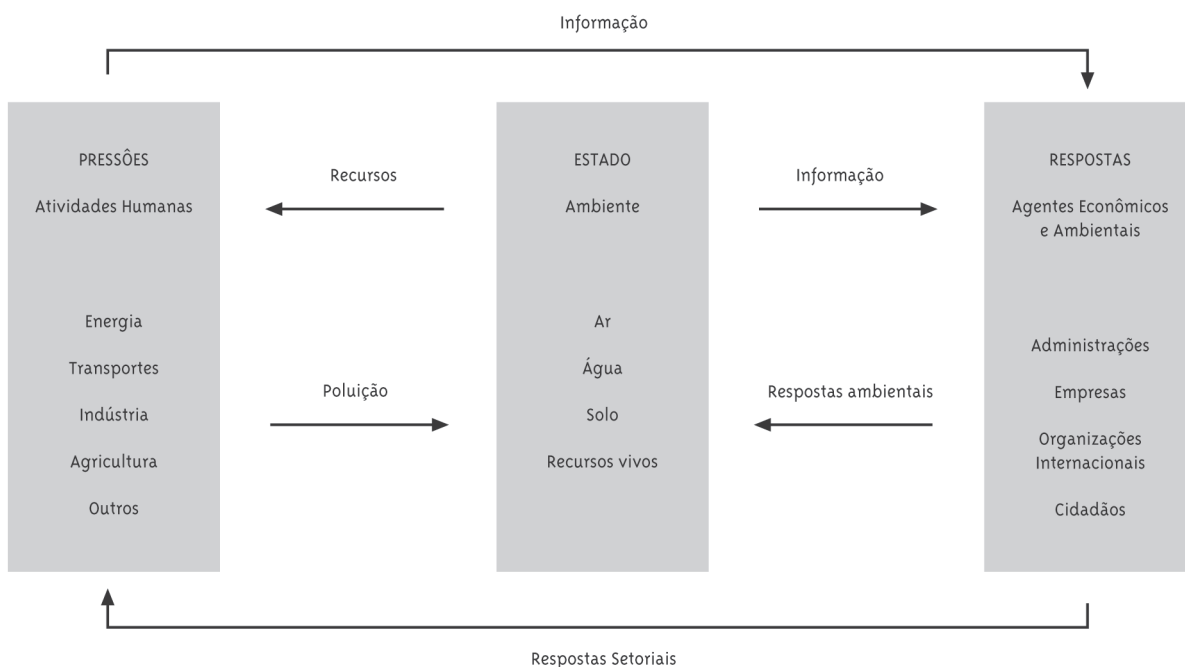 Informação
PRESSÔES
Atividades Humanas
Energia
Transportes
Indústria
Agricultura
Outros
Recursos
Poluição
ESTADO
Ambiente
Ar
Água
Solo
Recursos vivos
Informação
Respostas ambientais
RESPOSTAS
Agentes Econômicos
e Ambientais
Administrações
Empresas
Organizações
Internacionais
Cidadãos
Respostas Setoriais